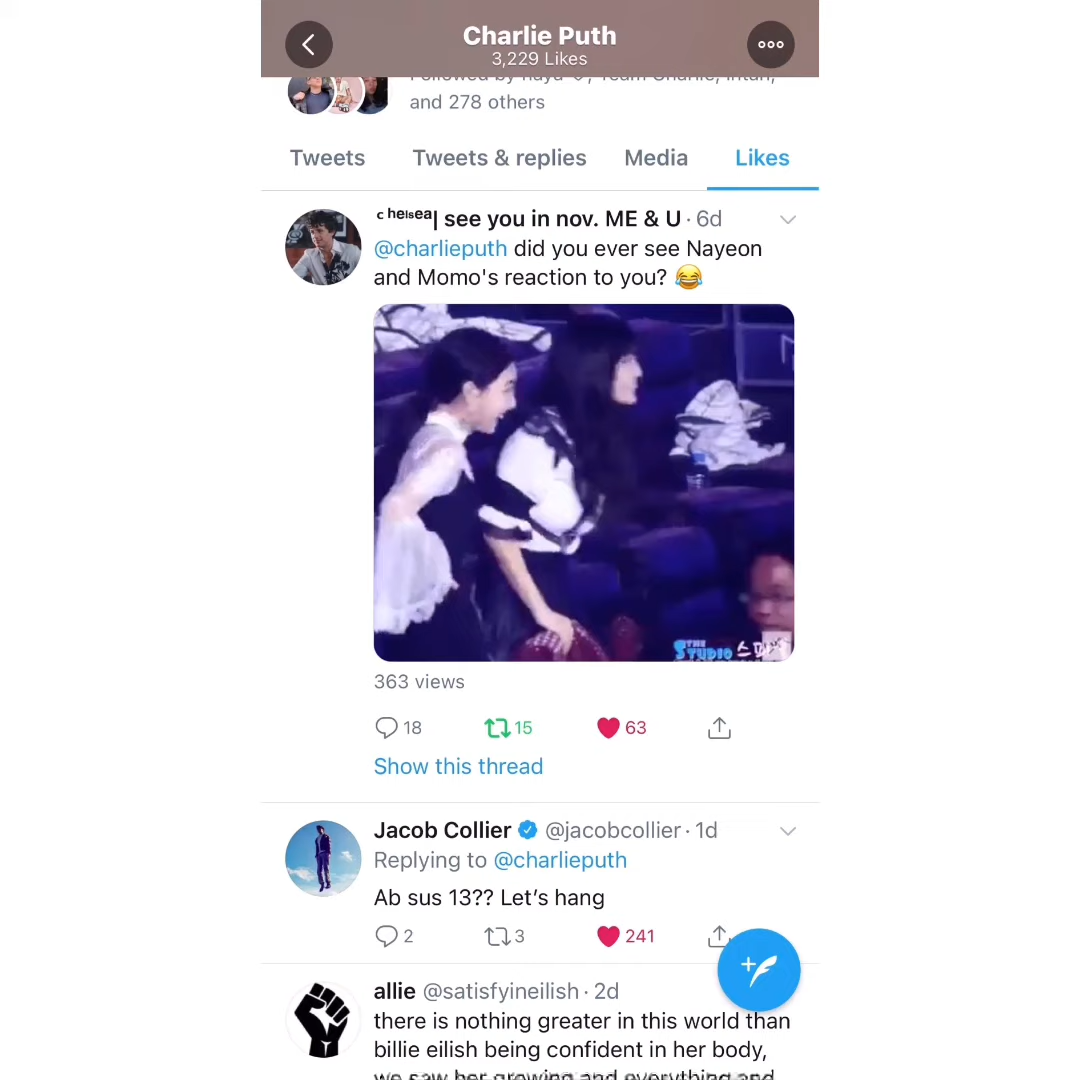 Charlie Puth
3,229 Likes
and 278 others
Tweets Tweets & replies Media Likes
ᶜ ʰᵉˡˢᵉᵃ| see you in nov. ME & U · 6d
@charlieputh did you ever see Nayeon
and Momo's reaction to you? 😂
THE
STUDIO
363 views
18 15 63
Show this thread
Jacob Collier @jacobcollier · 1d
Replying to @charlieputh
Ab sus 13?? Let’s hang
2 3 241
allie @satisfyineilish · 2d
there is nothing greater in this world than
billie eilish being confident in her body,
we saw her growing and everything and